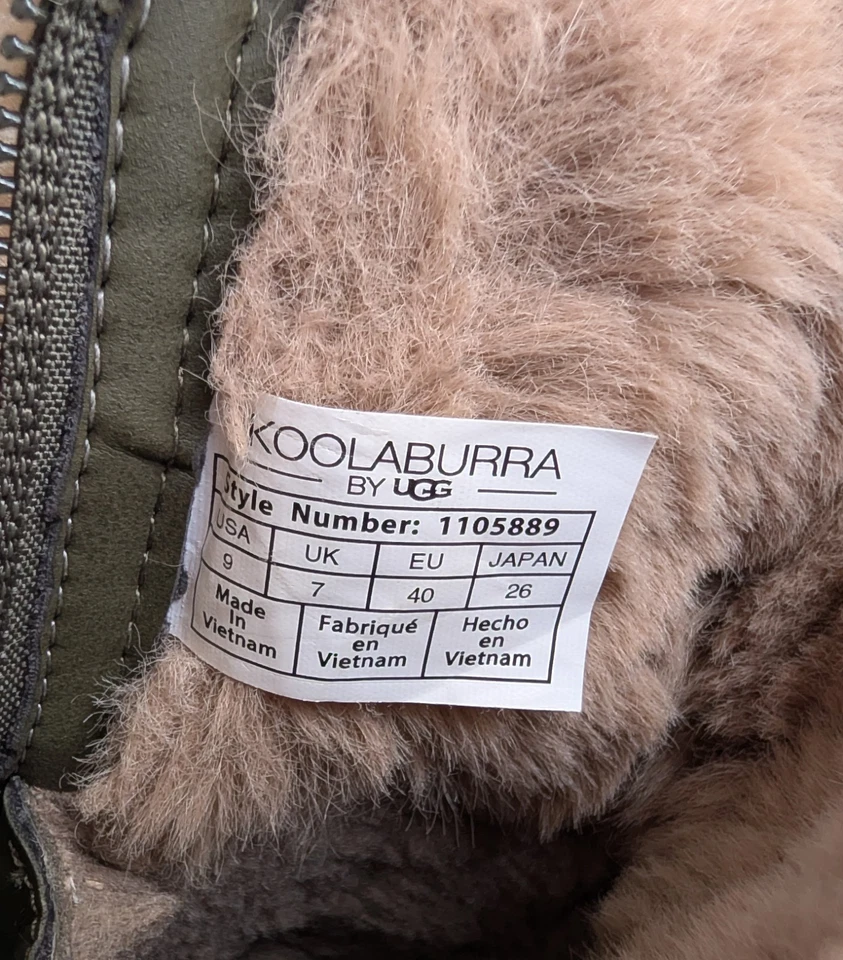 KOOLABURRA
BY UGG
Style Number: 1105889
USA UK EU JAPAN
9 7 40 26
Made In Vietnam
Fabriqué en Vietnam
Hecho en Vietnam